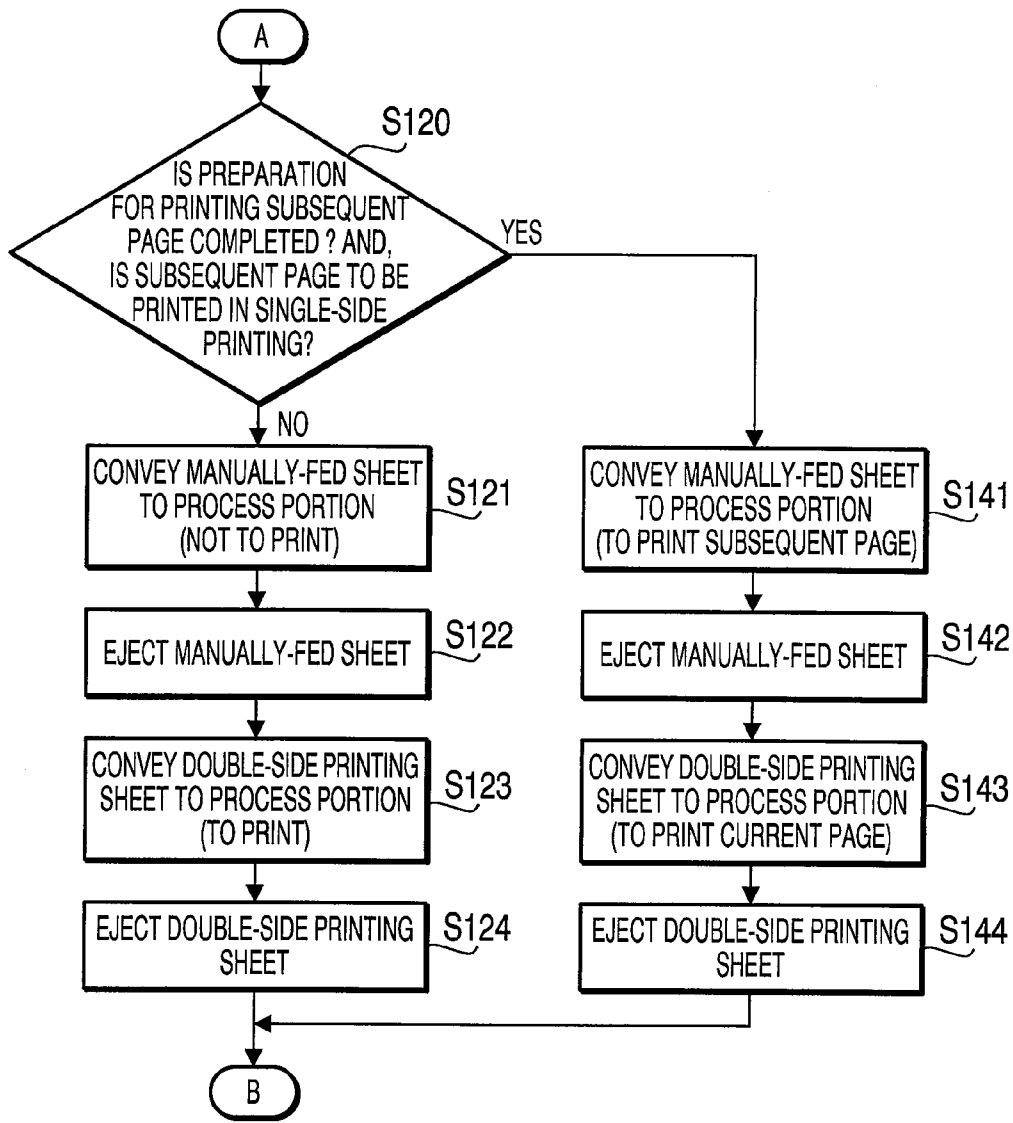 A
S120
IS PREPARATION
FOR PRINTING SUBSEQUENT
PAGE COMPLETED ? AND,
IS SUBSEQUENT PAGE TO BE
PRINTED IN SINGLE-SIDE
PRINTING?
YES
NO
CONVEY MANUALLY-FED SHEET
TO PROCESS PORTION
(NOT TO PRINT)
S121
EJECT MANUALLY-FED SHEET
S122
CONVEY DOUBLE-SIDE PRINTING
SHEET TO PROCESS PORTION
(TO PRINT)
S123
EJECT DOUBLE-SIDE PRINTING
SHEET
S124
CONVEY MANUALLY-FED SHEET
TO PROCESS PORTION
(TO PRINT SUBSEQUENT PAGE)
S141
EJECT MANUALLY-FED SHEET
S142
CONVEY DOUBLE-SIDE PRINTING
SHEET TO PROCESS PORTION
(TO PRINT CURRENT PAGE)
S143
EJECT DOUBLE-SIDE PRINTING
SHEET
S144
B